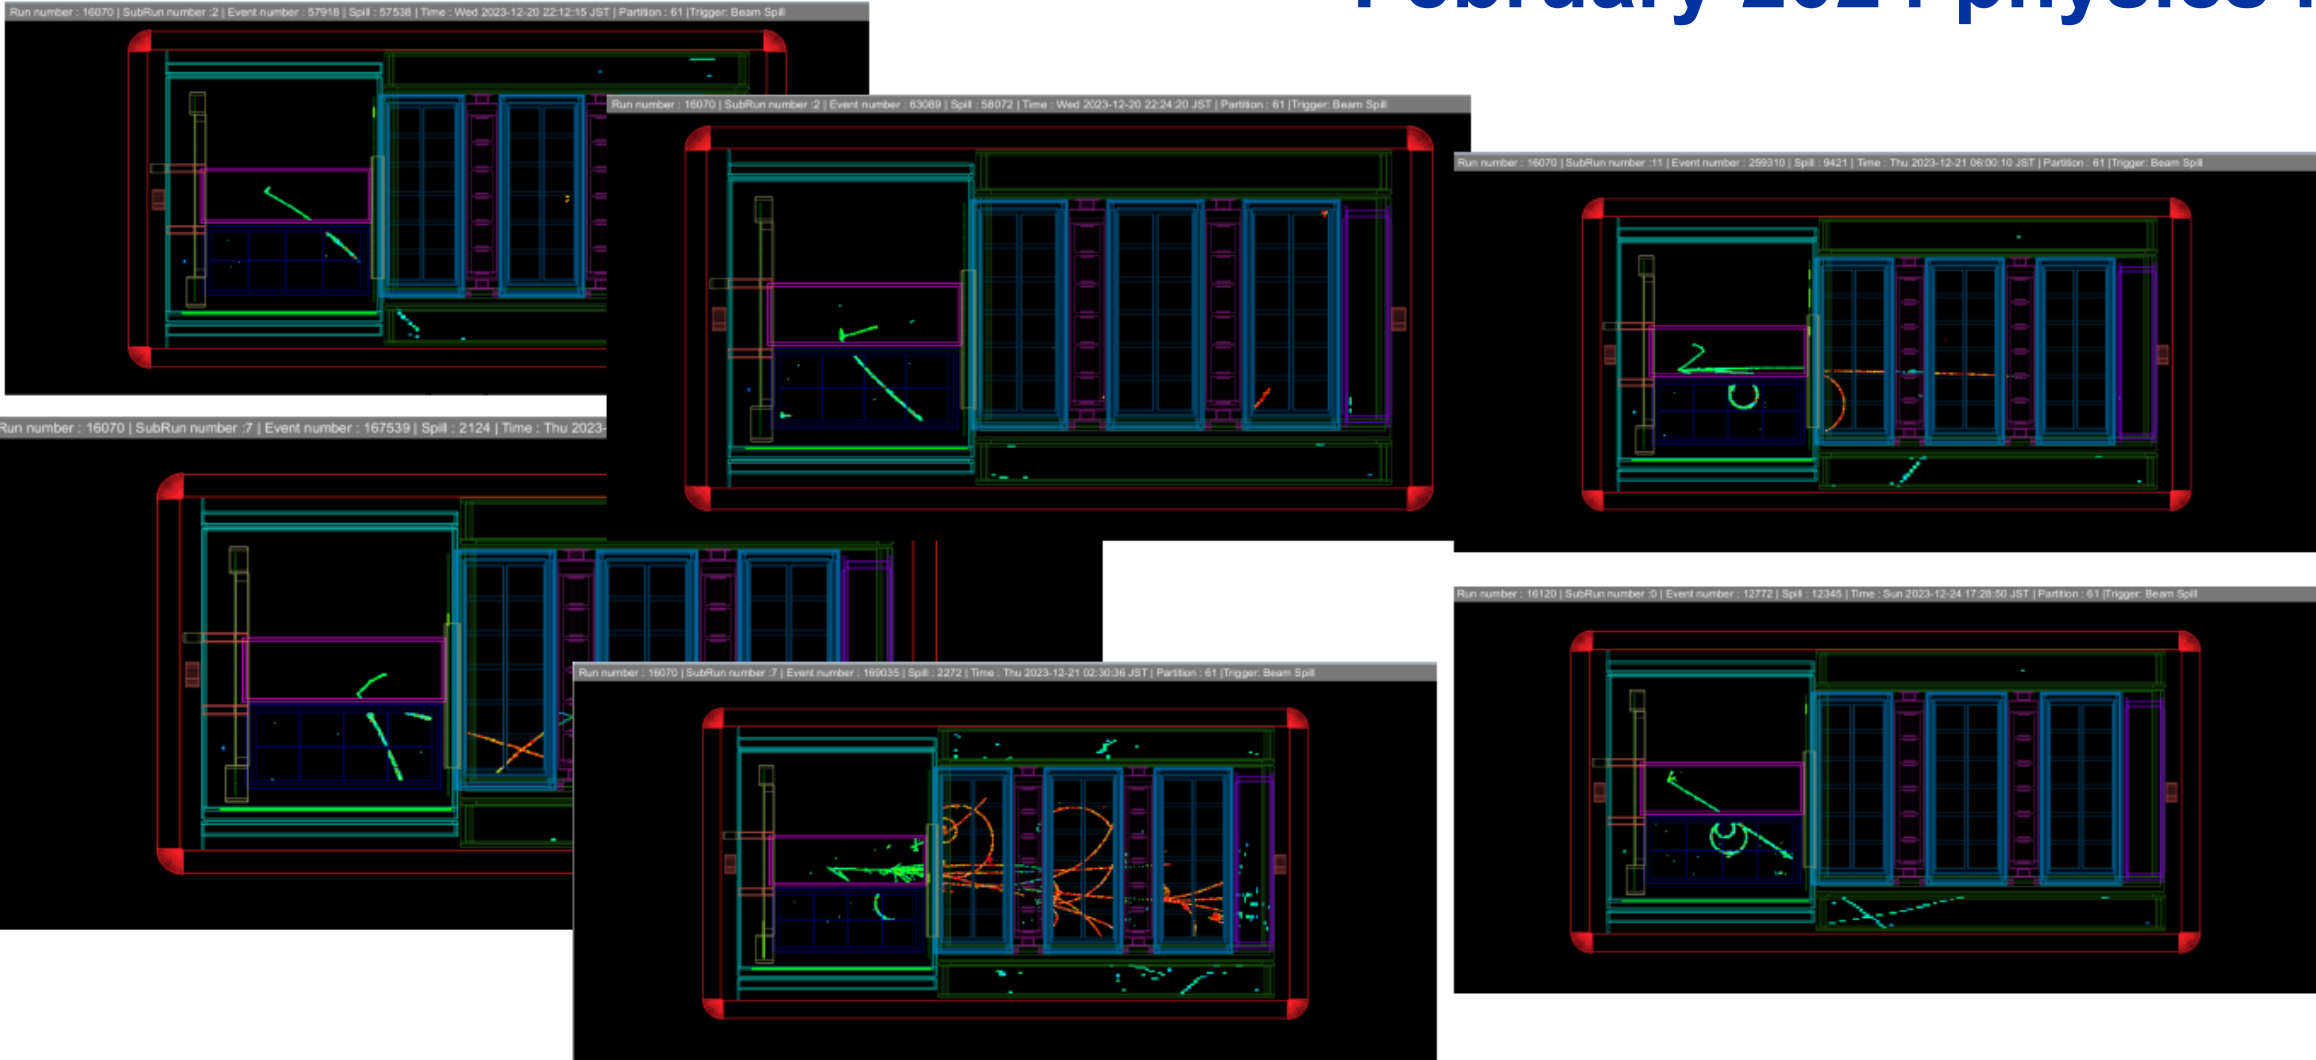 February 2024 physics
Run number : 16070 | SubRun number :2 | Event number : 57918 | Spill : 57538 | Time : Wed 2023-12-20 22:12:15 JST | Partition : 61 |Trigger: Beam Spill
Run number : 16070 | SubRun number :2 | Event number : 63089 | Spill : 58072 | Time : Wed 2023-12-20 22:24:20 JST | Partition : 61 |Trigger: Beam Spill
Run number : 16070 | SubRun number :11 | Event number : 259310 | Spill : 9421 | Time : Thu 2023-12-21 06:00:10 JST | Partition : 61 |Trigger: Beam Spill
Run number : 16070 | SubRun number :7 | Event number : 167539 | Spill : 2124 | Time : Thu 2023-
Run number : 16120 | SubRun number :0 | Event number : 12772 | Spill : 12345 | Time : Sun 2023-12-24 17:28:50 JST | Partition : 61 |Trigger: Beam Spill
Run number : 16070 | SubRun number :7 | Event number : 169035 | Spill : 2272 | Time : Thu 2023-12-21 02:30:36 JST | Partition : 61 |Trigger: Beam Spill